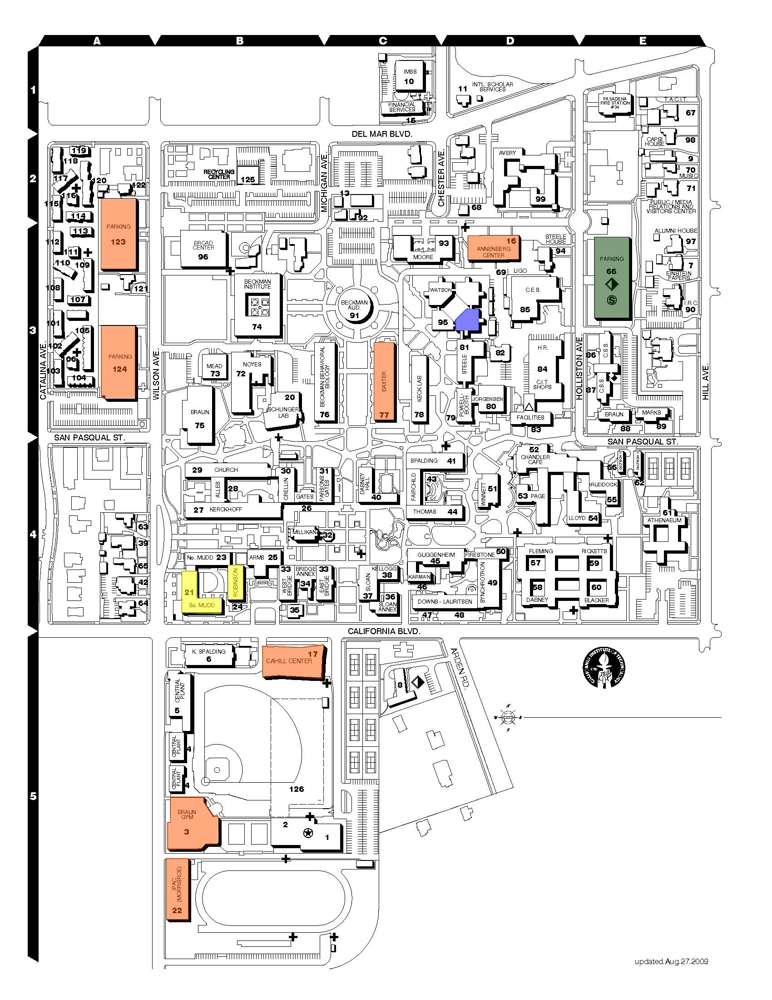 A
B
C
D
E
1
IMSS
10
11
INT'L. SCHOLAR
SERVICES
FINANCIAL
SERVICES
15
PASADENA
FIRE STATION
#34
T.A.C.I.T.
67
DEL MAR BLVD.
CAPSI
HOUSE
98
2
119
118
117
120
122
116
115
114
RECYCLING
CENTER
125
MICHIGAN AVE.
13
92
CHESTER AVE.
AVERY
99
68
9
70
MUSIC
71
PUBLIC / MEDIA
RELATIONS AND
VISITORS CENTER
PARKING
123
113
112
111
110
109
108
121
107
BROAD
CENTER
96
93
MOORE
16
ANNENBERG
CENTER
STEELE
HOUSE
94
69
LIGO
ALUMNI HOUSE
97
7
EINSTEIN
PAPERS
PARKING
66
S
I.R.C.
90
BECKMAN
INSTITUTE
74
BECKMAN
AUD.
91
WATSON
95
C.E.S.
85
3
101
105
102
06
103
104
CATALINA AVE.
PARKING
124
WILSON AVE.
MEAD
73
NOYES
72
20
SCHLINGER
LAB
BRAUN
75
BECKMAN BEHAVIORAL
BIOLOGY
76
BAXTER
77
KECK LAB
78
81
STEELE
82
H.R.
84
C.I.T.
SHOPS
POWELL-
BOOTH
79
JORGENSEN
80
FACILITIES
83
HOLLISTON AVE.
86
C.S.S.
87
C.S.S.
BRAUN
88
MARKS
89
HILL AVE.
SAN PASQUAL ST.
SAN PASQUAL ST.
4
29
CHURCH
30
CRELLIN
31
PARSONS
GATES
ALLES
28
GATES
26
27
KERCKHOFF
DABNEY
HALL
40
SPALDING
41
FAIRCHILD
43
THOMAS
44
WINNETT
51
52
CHANDLER
CAFE
53
PAGE
56
CALTECH Y
CALTECH Y
62
RUDDOCK
55
LLOYD
54
61
ATHENAEUM
63
39
65
42
64
MILLIKAN
32
No. MUDD
23
ARMS
25
21
So. MUDD
ROBINSON
24
33
WEST
BRIDGE
BRIDGE
ANNEX
34
33
EAST
BRIDGE
35
KELLOGG
38
SLOAN
37
36
SLOAN
ANNEX
GUGGENHEIM
45
FIRESTONE
50
KARMAN
46
SYNCHROTRON
49
DOWNS - LAURITSEN
47
48
FLEMING
57
RICKETTS
59
58
DABNEY
60
BLACKER
CALIFORNIA BLVD.
5
K. SPALDING
6
17
CAHILL CENTER
ARDEN RD.
8
CALIFORNIA INSTITUTE OF TECHNOLOGY
1891
CENTRAL
PLANT
5
CENTRAL
PLANT
4
CENTRAL
PLANT
4
126
BRAUN
GYM
3
2
1
IPAC
(MORRISROE)
22
N
W
S
updated.Aug.27.2009